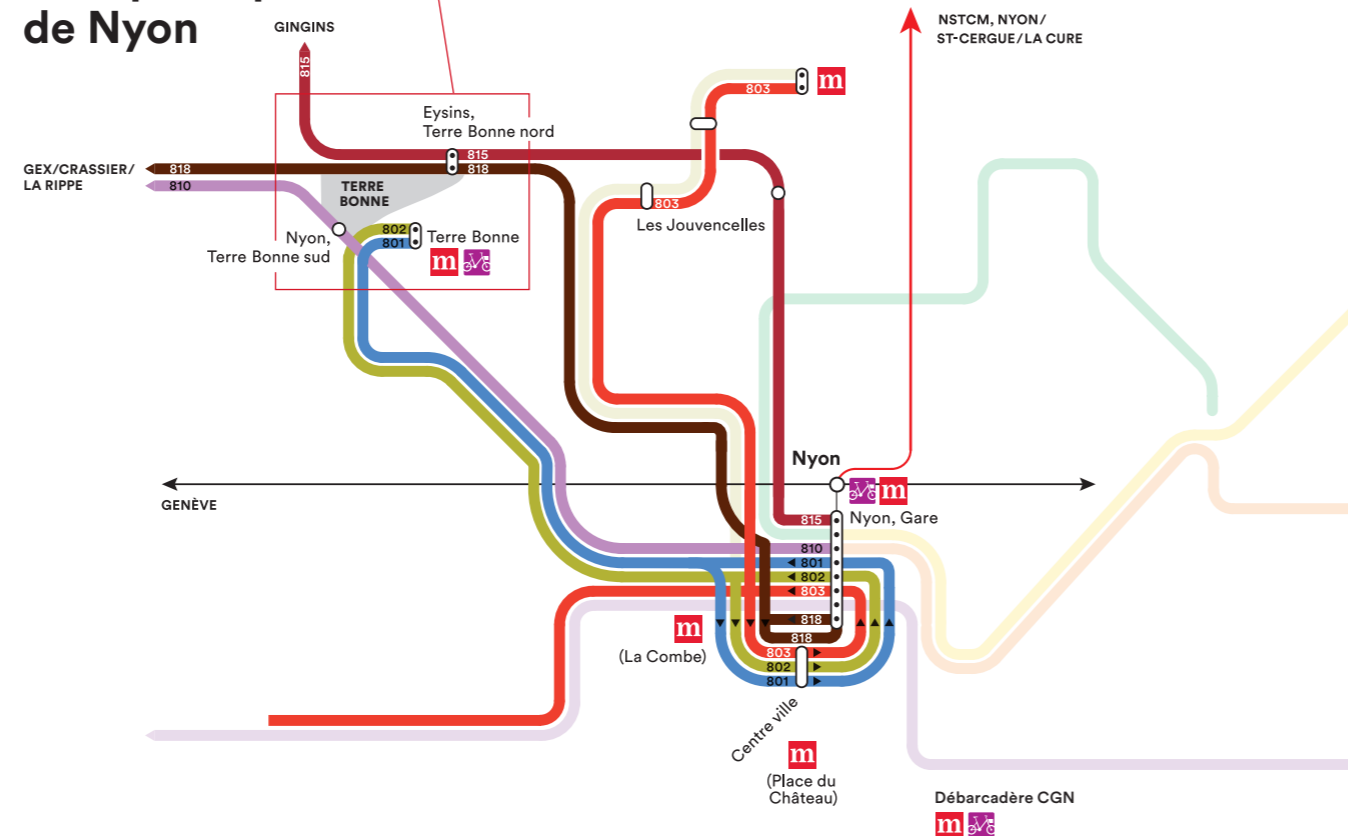 de Nyon
GINGINS
NSTCM, NYON/
ST-CERGUE/LA CURE
815
m
803
Eysins,
Terre Bonne nord
815
GEX/CRASSIER/
LA RIPPE
818
818
810
TERRE
BONNE
803
Les Jouvencelles
Nyon,
Terre Bonne sud
802
801
Terre Bonne
m
Nyon
GENÈVE
m
815
Nyon, Gare
810
801
802
803
818
m
(La Combe)
818
803
802
801
Centre ville
m
(Place du
Château)
Débarcadère CGN
m